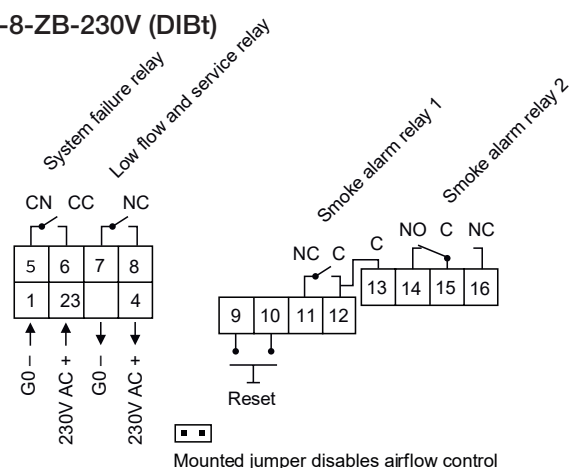 -8-ZB-230V (DIBt)
System failure relay
Low flow and service relay
Smoke alarm relay 1
Smoke alarm relay 2
CN CC NC
NC C C NO C NC
5 6 7 8
1 23 4
9 10 11 12
13 14 15 16
G0 –
230V AC +
G0 –
230V AC +
Reset
Mounted jumper disables airflow control